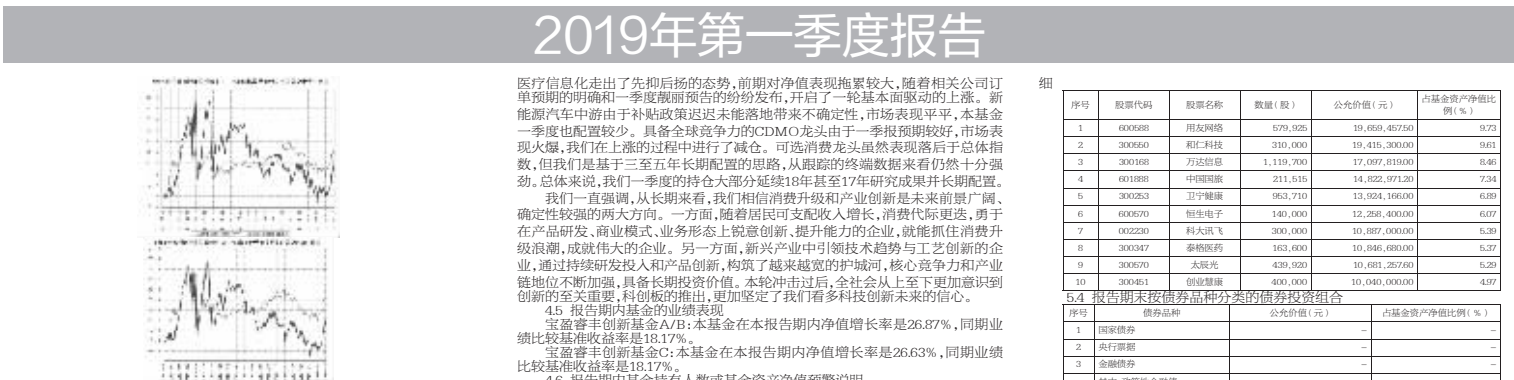 2019年第一季度报告
医疗信息化走出了先抑后扬的态势,前期对净值表现拖累较大,随着相关公司订
单预期的明确和一季度靓丽预告的纷纷发布,开启了一轮基本面驱动的上涨。新
能源汽车中游由于补贴政策迟迟未能落地带来不确定性,市场表现平平,本基金
一季度也配置较少。具备全球竞争力的CDMO龙头由于一季报预期较好,市场表
现火爆,我们在上涨的过程中进行了减仓。可选消费龙头虽然表现落后于总体指
数,但我们是基于三至五年长期配置的思路,从跟踪的终端数据来看仍然十分强
劲。总体来说,我们一季度的持仓大部分延续18年甚至17年研究成果并长期配置。
我们一直强调,从长期来看,我们相信消费升级和产业创新是未来前景广阔、
确定性较强的两大方向。一方面,随着居民可支配收入增长,消费代际更迭,勇于
在产品研发、商业模式、业务形态上锐意创新、提升能力的企业,就能抓住消费升
级浪潮,成就伟大的企业。另一方面,新兴产业中引领技术趋势与工艺创新的企
业,通过持续研发投入和产品创新,构筑了越来越宽的护城河,核心竞争力和产业
链地位不断加强,具备长期投资价值。本轮冲击过后,全社会从上至下更加意识到
创新的至关重要,科创板的推出,更加坚定了我们看多科技创新未来的信心。
4.5 报告期内基金的业绩表现
宝盈睿丰创新基金A/B:本基金在本报告期内净值增长率是26.87%,同期业
绩比较基准收益率是18.17%。
宝盈睿丰创新基金C:本基金在本报告期内净值增长率是26.63%,同期业绩
比较基准收益率是18.17%。
4.6 报告期内基金持有人数或基金资产净值预警说明
细
序号 股票代码 股票名称 数量(股) 公允价值(元) 占基金资产净值比例(%)
1 600588 用友网络 579,925 19,659,457.50 9.73
2 300550 和仁科技 310,000 19,415,300.00 9.61
3 300168 万达信息 1,119,700 17,097,819.00 8.46
4 601888 中国国旅 211,515 14,822,971.20 7.34
5 300253 卫宁健康 953,710 13,924,166.00 6.89
6 600570 恒生电子 140,000 12,258,400.00 6.07
7 002230 科大讯飞 300,000 10,887,000.00 5.39
8 300347 泰格医药 163,600 10,846,680.00 5.37
9 300570 太辰光 439,920 10,681,257.60 5.29
10 300451 创业慧康 400,000 10,040,000.00 4.97
5.4 报告期末按债券品种分类的债券投资组合
序号 债券品种 公允价值(元) 占基金资产净值比例(%)
1 国家债券 – –
2 央行票据 – –
3 金融债券 – –